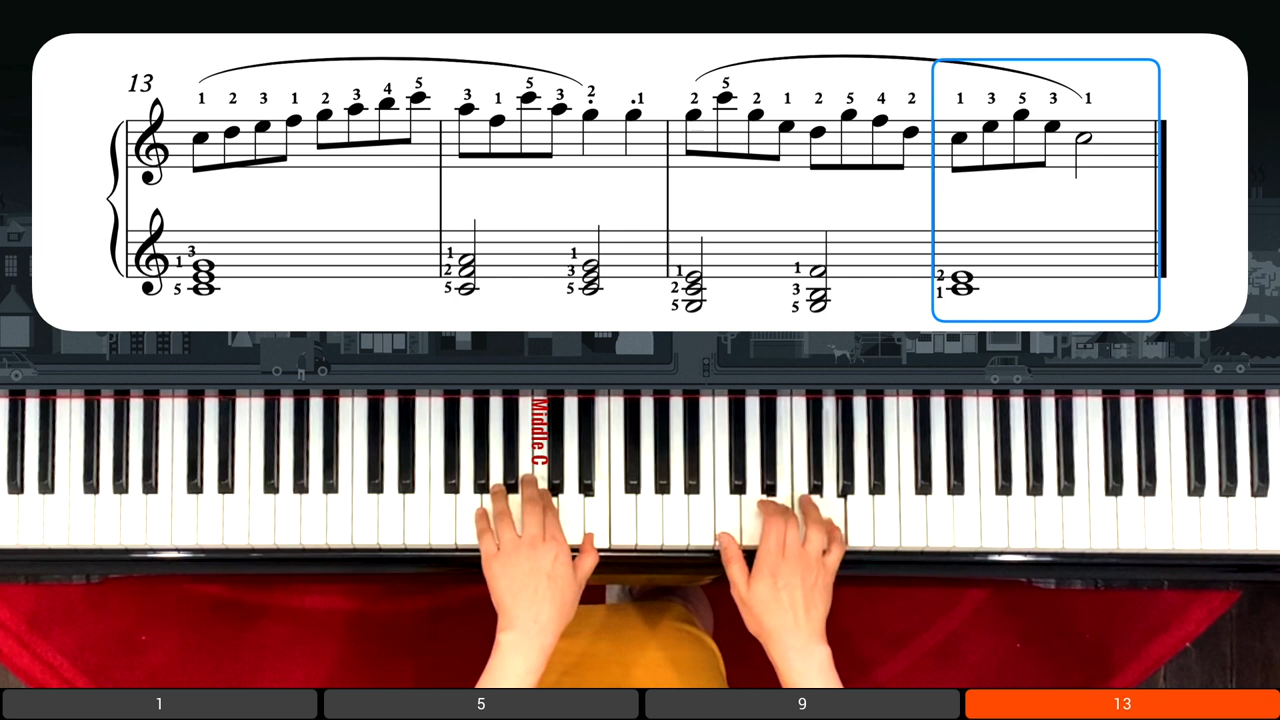 13
1 2 3 1 2 3 4 5 3 1 5 3 2 1 2 5 2 1 2 5 4 2 1 3 5 3 1
3 1 1 1 1 2
1 5 2 5 3 5 2 5 3 5 1
Middle C
1 5 9 13